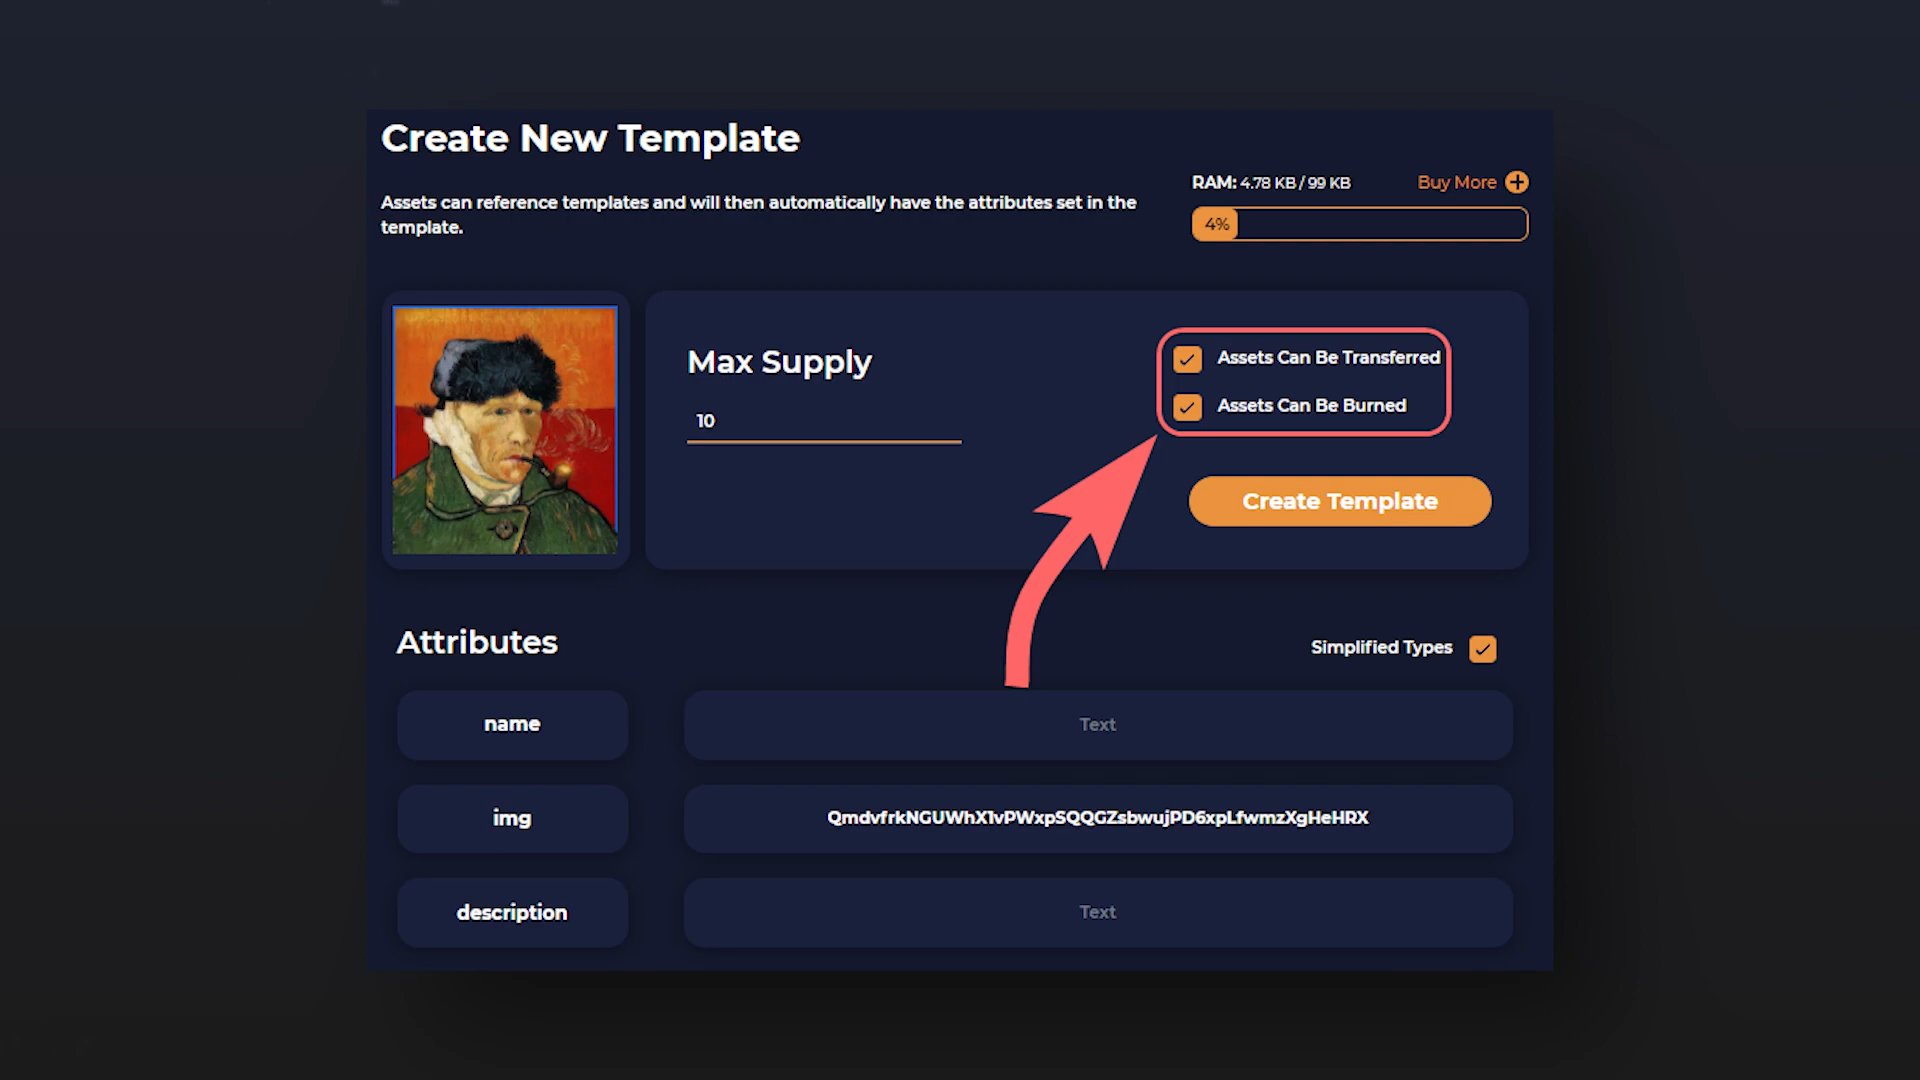 Create New Template
RAM: 4.78 KB / 99 KB
Buy More
Assets can reference templates and will then automatically have the attributes set in the
template.
4%
Max Supply
10
Assets Can Be Transferred
Assets Can Be Burned
Create Template
Attributes
Simplified Types
name
Text
img
QmdvfrkNGUWhX1vPWxpSQQGZsbwujPD6xpLfwmzXgHeHRX
description
Text